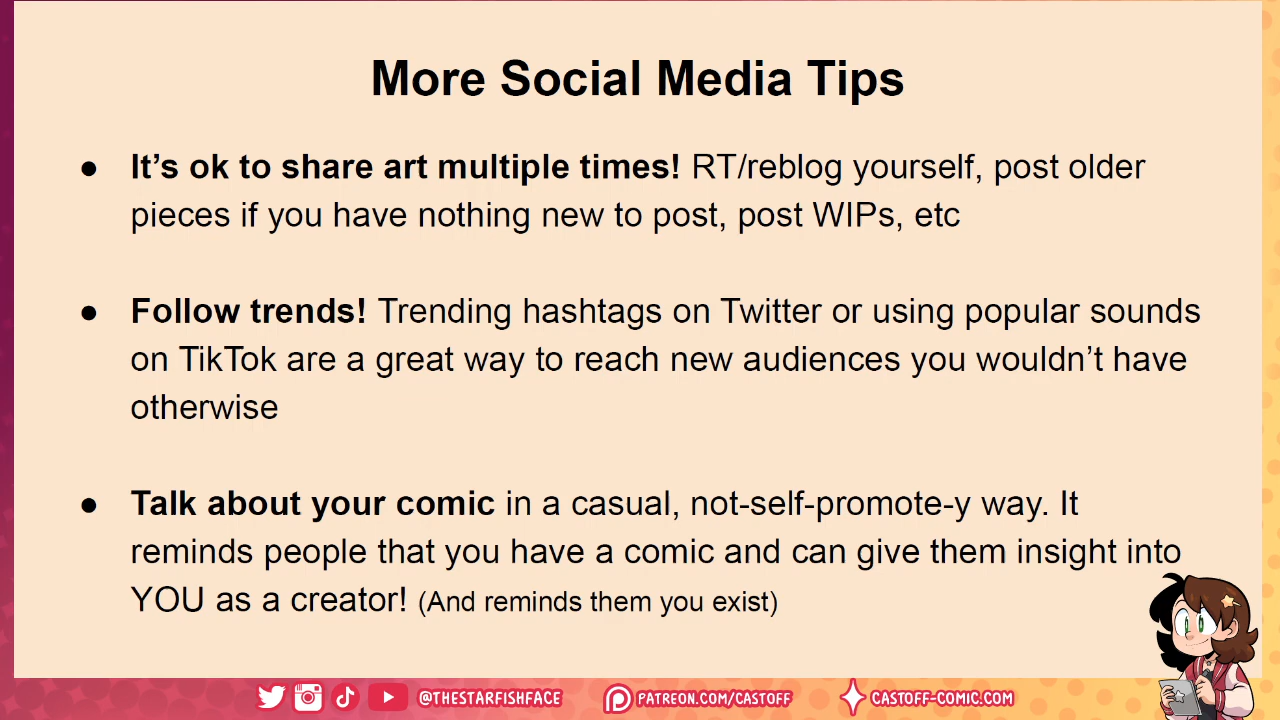 More Social Media Tips
● It’s ok to share art multiple times! RT/reblog yourself, post older
pieces if you have nothing new to post, post WIPs, etc
● Follow trends! Trending hashtags on Twitter or using popular sounds
on TikTok are a great way to reach new audiences you wouldn’t have
otherwise
● Talk about your comic in a casual, not-self-promote-y way. It
reminds people that you have a comic and can give them insight into
YOU as a creator! (And reminds them you exist)
@THESTARFISHFACE PATREON.COM/CASTOFF CASTOFF-COMIC.COM